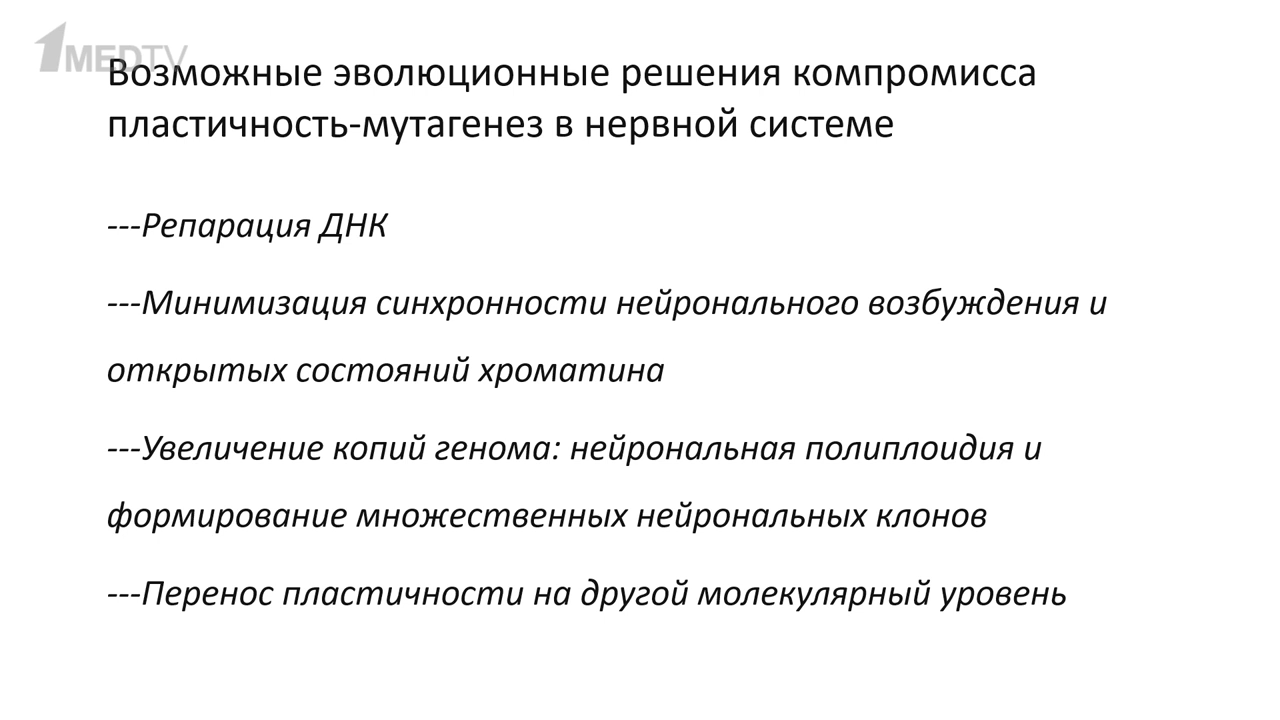 1MEDTV
Возможные эволюционные решения компромисса
пластичность-мутагенез в нервной системе
---Репарация ДНК
---Минимизация синхронности нейронального возбуждения и
открытых состояний хроматина
---Увеличение копий генома: нейрональная полиплоидия и
формирование множественных нейрональных клонов
---Перенос пластичности на другой молекулярный уровень